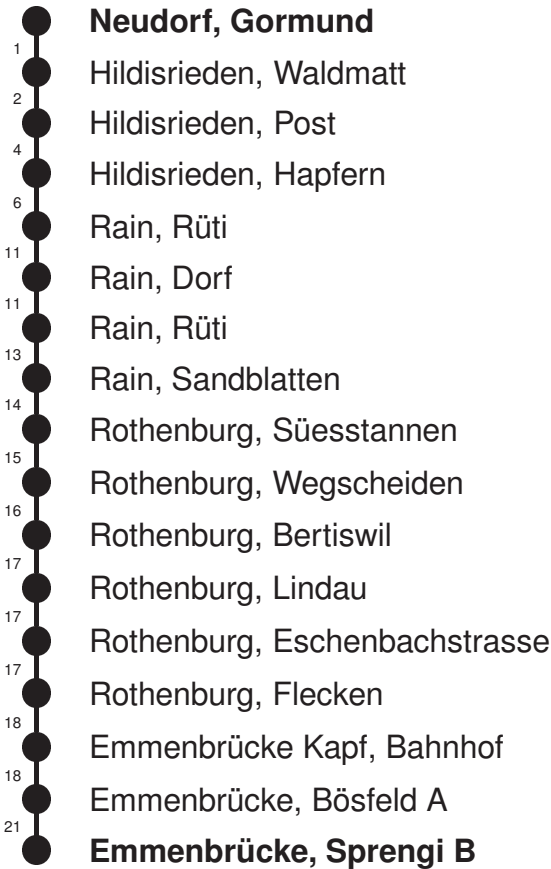 Neudorf, Gormund
1
Hildisrieden, Waldmatt
2
Hildisrieden, Post
4
Hildisrieden, Hapfern
6
Rain, Rüti
11
Rain, Dorf
11
Rain, Rüti
13
Rain, Sandblatten
14
Rothenburg, Süesstannen
15
Rothenburg, Wegscheiden
16
Rothenburg, Bertiswil
17
Rothenburg, Lindau
17
Rothenburg, Eschenbachstrasse
17
Rothenburg, Flecken
18
Emmenbrücke Kapf, Bahnhof
18
Emmenbrücke, Bösfeld A
21
Emmenbrücke, Sprengi B